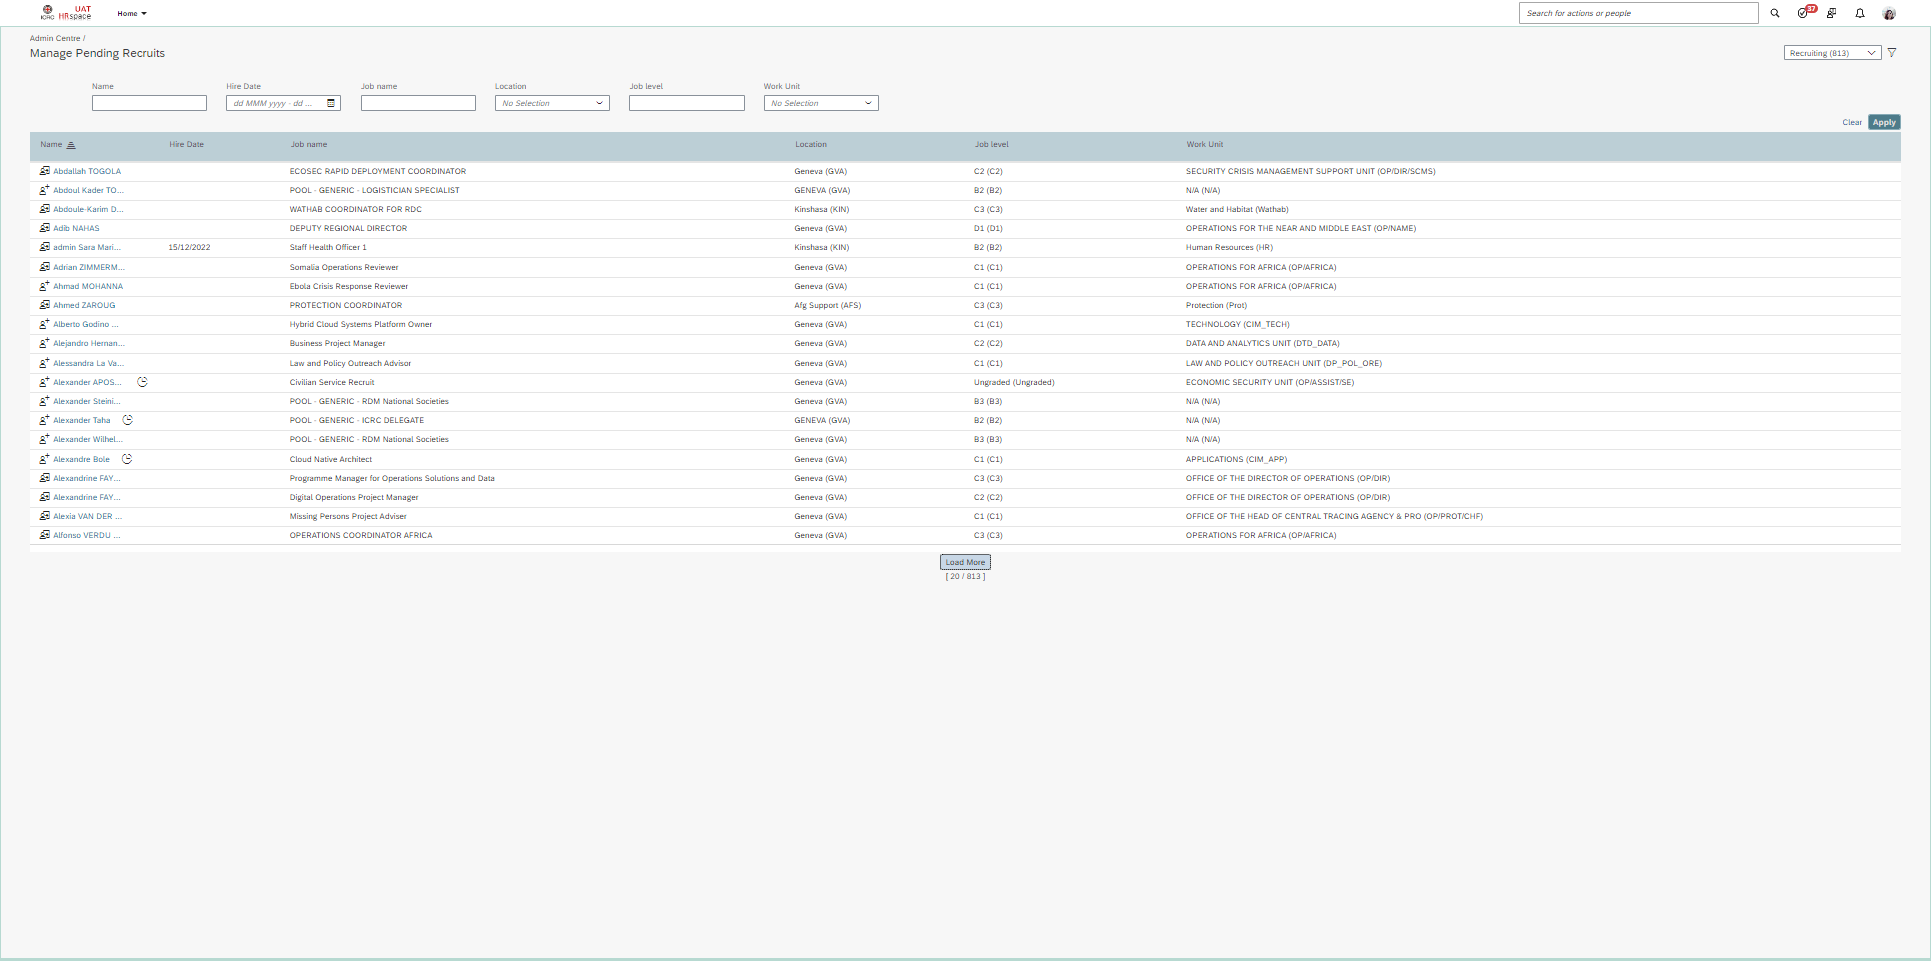 ICRC UAT HRspace Home Search for actions or people 37
Admin Centre /
Manage Pending Recruits Recruiting (813)
Name Hire Date Job name Location Job level Work Unit
dd MMM yyyy - dd ... No Selection No Selection
Clear Apply
Name Hire Date Job name Location Job level Work Unit
Abdallah TOGOLA ECOSEC RAPID DEPLOYMENT COORDINATOR Geneva (GVA) C2 (C2) SECURITY CRISIS MANAGEMENT SUPPORT UNIT (OP/DIR/SCMS)
Abdoul Kader TO... POOL - GENERIC - LOGISTICIAN SPECIALIST GENEVA (GVA) B2 (B2) N/A (N/A)
Abdoule-Karim D... WATHAB COORDINATOR FOR RDC Kinshasa (KIN) C3 (C3) Water and Habitat (Wathab)
Adib NAHAS DEPUTY REGIONAL DIRECTOR Geneva (GVA) D1 (D1) OPERATIONS FOR THE NEAR AND MIDDLE EAST (OP/NAME)
admin Sara Mari... 15/12/2022 Staff Health Officer 1 Kinshasa (KIN) B2 (B2) Human Resources (HR)
Adrian ZIMMERM... Somalia Operations Reviewer Geneva (GVA) C1 (C1) OPERATIONS FOR AFRICA (OP/AFRICA)
Ahmad MOHANNA Ebola Crisis Response Reviewer Geneva (GVA) C1 (C1) OPERATIONS FOR AFRICA (OP/AFRICA)
Ahmed ZAROUG PROTECTION COORDINATOR Afg Support (AFS) C3 (C3) Protection (Prot)
Alberto Godino ... Hybrid Cloud Systems Platform Owner Geneva (GVA) C1 (C1) TECHNOLOGY (CIM_TECH)
Alejandro Hernan... Business Project Manager Geneva (GVA) C2 (C2) DATA AND ANALYTICS UNIT (DTD_DATA)
Alessandra La Va... Law and Policy Outreach Advisor Geneva (GVA) C1 (C1) LAW AND POLICY OUTREACH UNIT (DP_POL_ORE)
Alexander APOS... Civilian Service Recruit Geneva (GVA) Ungraded (Ungraded) ECONOMIC SECURITY UNIT (OP/ASSIST/SE)
Alexander Steini... POOL - GENERIC - RDM National Societies Geneva (GVA) B3 (B3) N/A (N/A)
Alexander Taha POOL - GENERIC - ICRC DELEGATE GENEVA (GVA) B2 (B2) N/A (N/A)
Alexander Wilhel... POOL - GENERIC - RDM National Societies Geneva (GVA) B3 (B3) N/A (N/A)
Alexandre Bole Cloud Native Architect Geneva (GVA) C1 (C1) APPLICATIONS (CIM_APP)
Alexandrine FAY... Programme Manager for Operations Solutions and Data Geneva (GVA) C3 (C3) OFFICE OF THE DIRECTOR OF OPERATIONS (OP/DIR)
Alexandrine FAY... Digital Operations Project Manager Geneva (GVA) C2 (C2) OFFICE OF THE DIRECTOR OF OPERATIONS (OP/DIR)
Alexia VAN DER ... Missing Persons Project Adviser Geneva (GVA) C1 (C1) OFFICE OF THE HEAD OF CENTRAL TRACING AGENCY & PRO (OP/PROT/CHF)
Alfonso VERDU ... OPERATIONS COORDINATOR AFRICA Geneva (GVA) C3 (C3) OPERATIONS FOR AFRICA (OP/AFRICA)
Load More
[ 20 / 813 ]